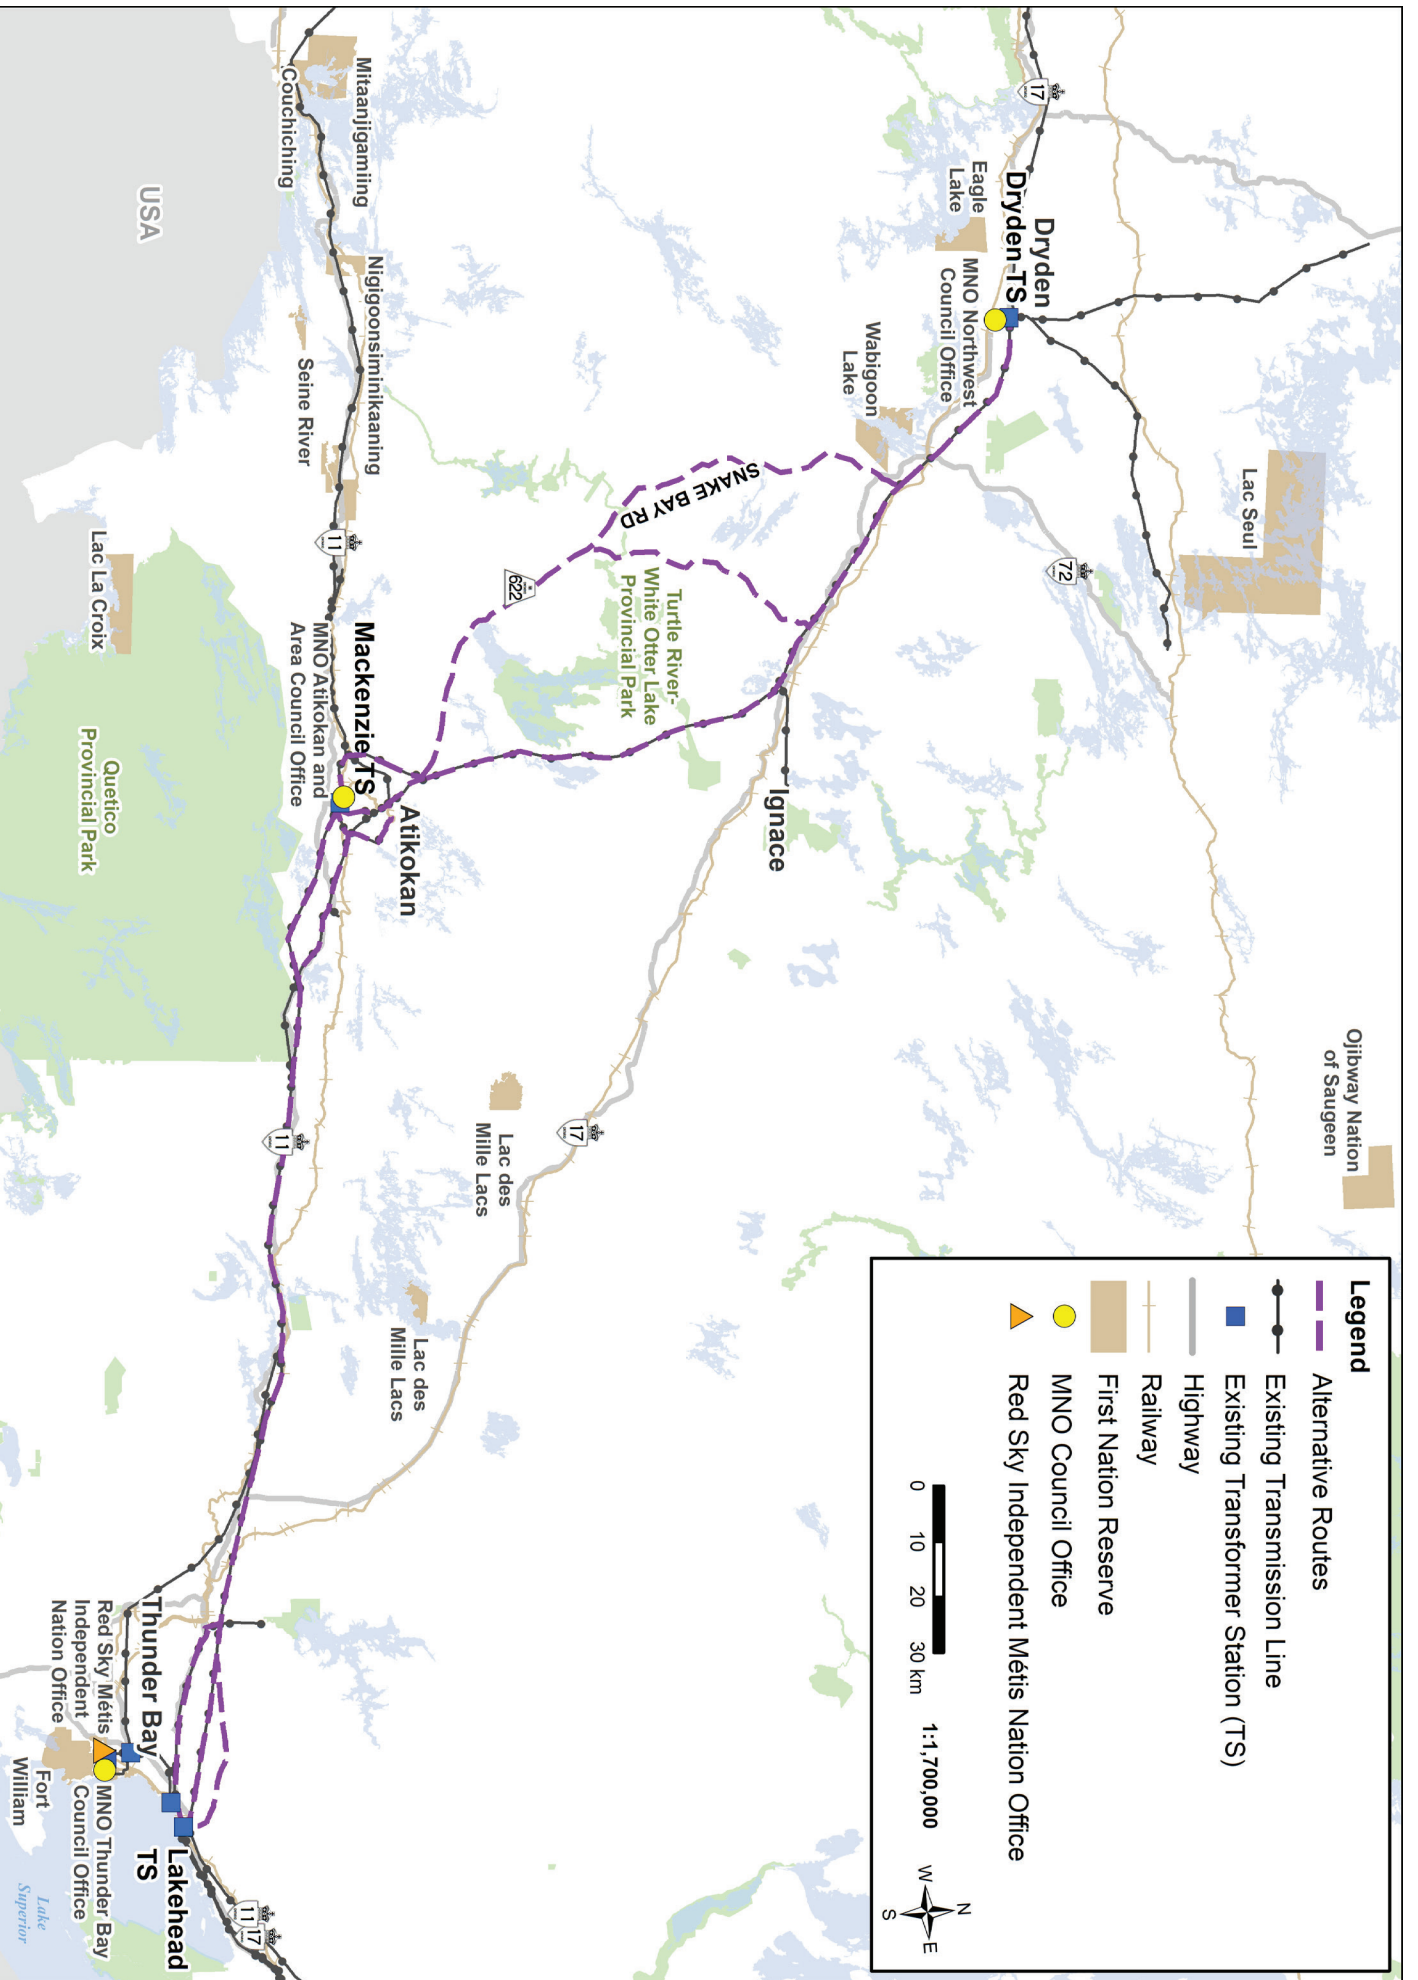 Legend
Alternative Routes
Existing Transmission Line
Existing Transformer Station (TS)
Highway
Railway
First Nation Reserve
MNO Council Office
Red Sky Independent Métis Nation Office
0 10 20 30 km
1:1,700,000
N
W
E
S
Ojibway Nation
of Saugeen
Lac Seul
72
17
Dryden
Dryden-TS
Eagle
Lake
MNO Northwest
Council Office
Wabigoon
Lake
SNAKE BAY RD
622
Turtle River-
White Otter Lake
Provincial Park
Ignace
17
Lac des
Mille Lacs
Lac des
Mille Lacs
Mitaanjigamiing
Couchiching
Nigigoonsiminikaaning
Seine River
11
Mackenzie TS
MNO Atikokan and
Area Council Office
Atikokan
USA
Lac La Croix
Quetico
Provincial Park
11
Thunder Bay
Red Sky Métis
Independent
Nation Office
Fort
William
MNO Thunder Bay
Council Office
Lakehead
TS
11
17
Lake
Superior